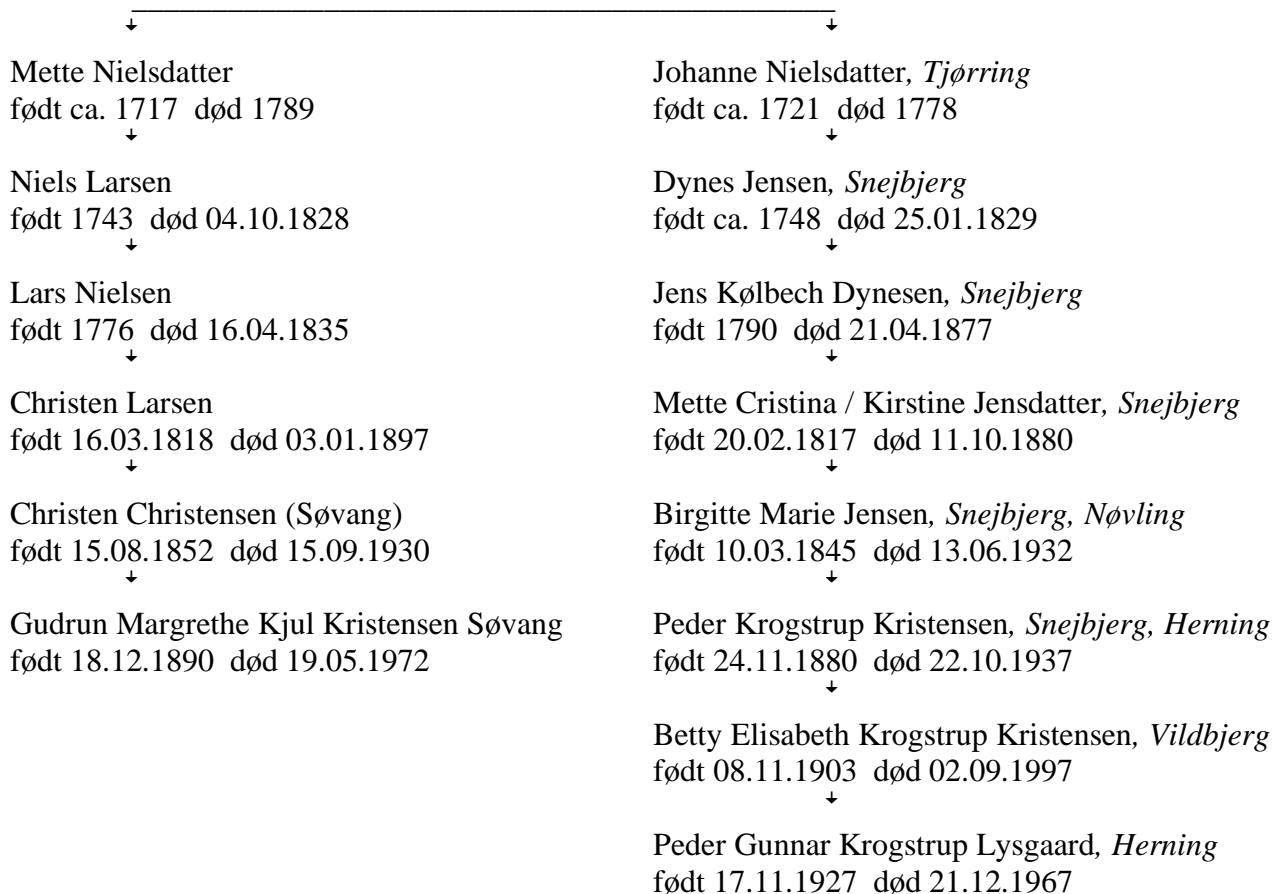 Mette Nielsdatter
født ca. 1717 død 1789
Niels Larsen
født 1743 død 04.10.1828
Lars Nielsen
født 1776 død 16.04.1835
Christen Larsen
født 16.03.1818 død 03.01.1897
Christen Christensen (Søvang)
født 15.08.1852 død 15.09.1930
Gudrun Margrethe Kjul Kristensen Søvang
født 18.12.1890 død 19.05.1972
Johanne Nielsdatter, Tjørring
født ca. 1721 død 1778
Dynes Jensen, Snejbjerg
født ca. 1748 død 25.01.1829
Jens Kølbech Dynesen, Snejbjerg
født 1790 død 21.04.1877
Mette Cristina / Kirstine Jensdatter, Snejbjerg
født 20.02.1817 død 11.10.1880
Birgitte Marie Jensen, Snejbjerg, Nøvling
født 10.03.1845 død 13.06.1932
Peder Krogstrup Kristensen, Snejbjerg, Herning
født 24.11.1880 død 22.10.1937
Betty Elisabeth Krogstrup Kristensen, Vildbjerg
født 08.11.1903 død 02.09.1997
Peder Gunnar Krogstrup Lysgaard, Herning
født 17.11.1927 død 21.12.1967